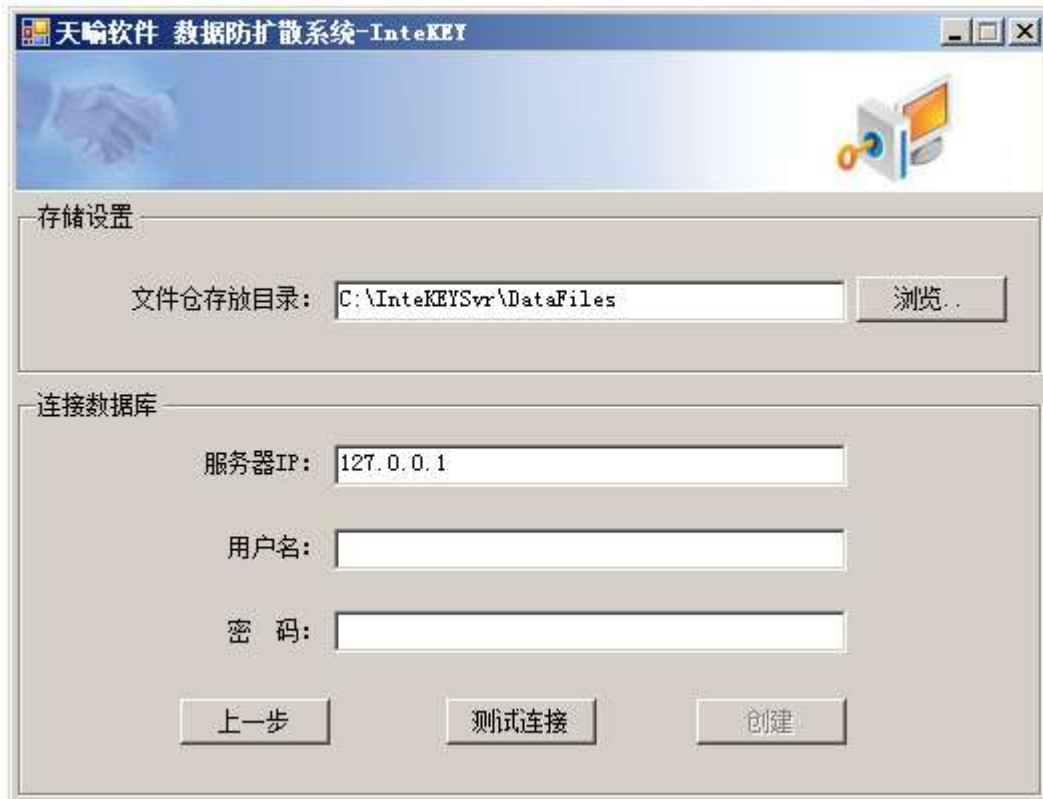 天喻软件 数据防扩散系统-InteKEY
存储设置
文件仓存放目录: C:\InteKEYSvr\DataFiles 浏览..
连接数据库
服务器IP: 127.0.0.1
用户名:
密 码:
上一步 测试连接 创建